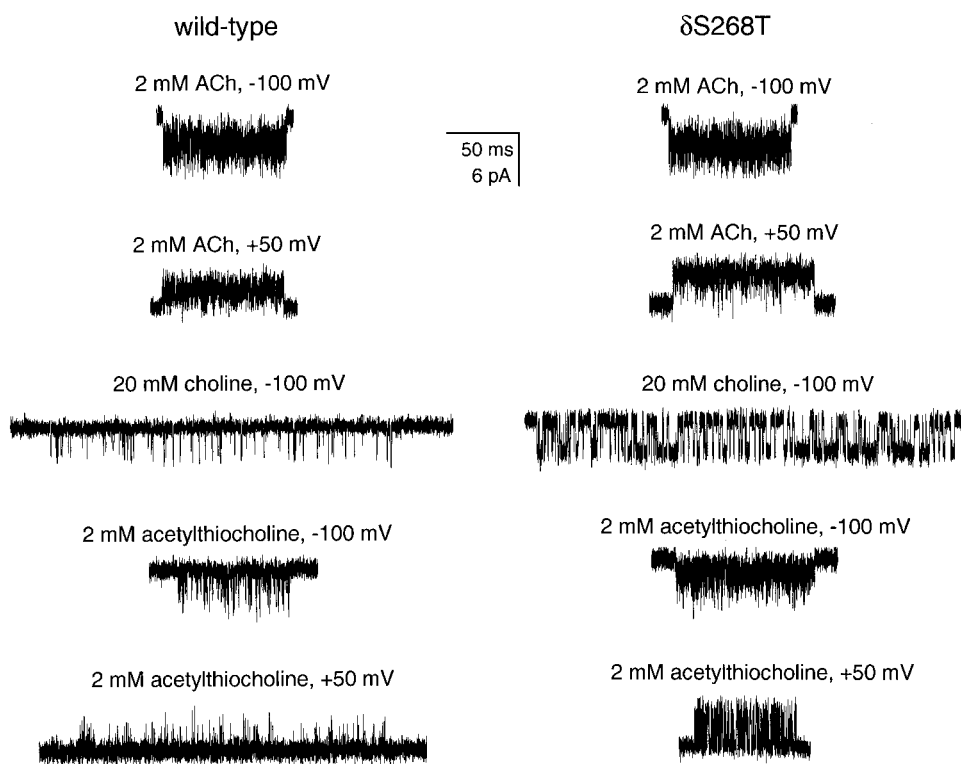 wild-type
δS268T
2 mM ACh, -100 mV
2 mM ACh, -100 mV
50 ms
6 pA
2 mM ACh, +50 mV
2 mM ACh, +50 mV
20 mM choline, -100 mV
20 mM choline, -100 mV
2 mM acetylthiocholine, -100 mV
2 mM acetylthiocholine, -100 mV
2 mM acetylthiocholine, +50 mV
2 mM acetylthiocholine, +50 mV